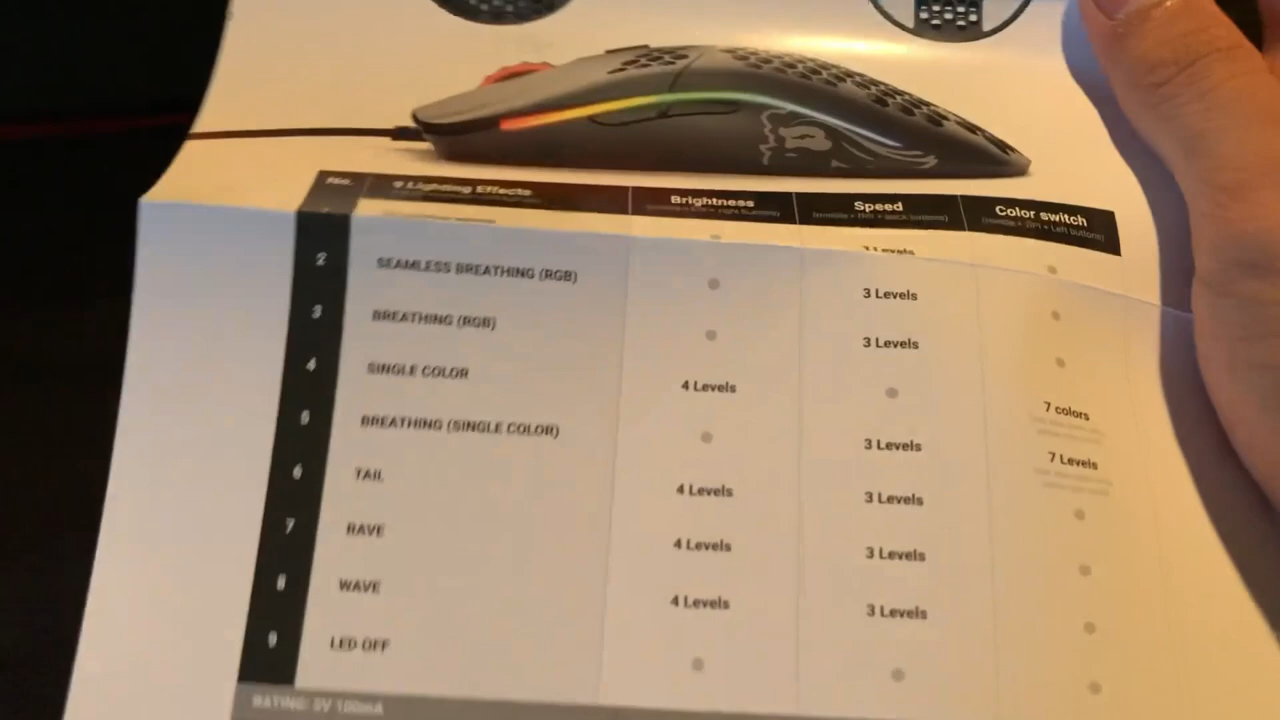 No. 9 Lighting Effects Brightness Speed Color switch
3 Levels
2 SEAMLESS BREATHING (RGB) 3 Levels
3 BREATHING (RGB) 3 Levels
4 SINGLE COLOR 4 Levels 7 colors
5 BREATHING (SINGLE COLOR) 3 Levels 7 Levels
6 TAIL 4 Levels 3 Levels
7 RAVE 4 Levels 3 Levels
8 WAVE 4 Levels 3 Levels
9 LED OFF
RATING: 5V 100mA